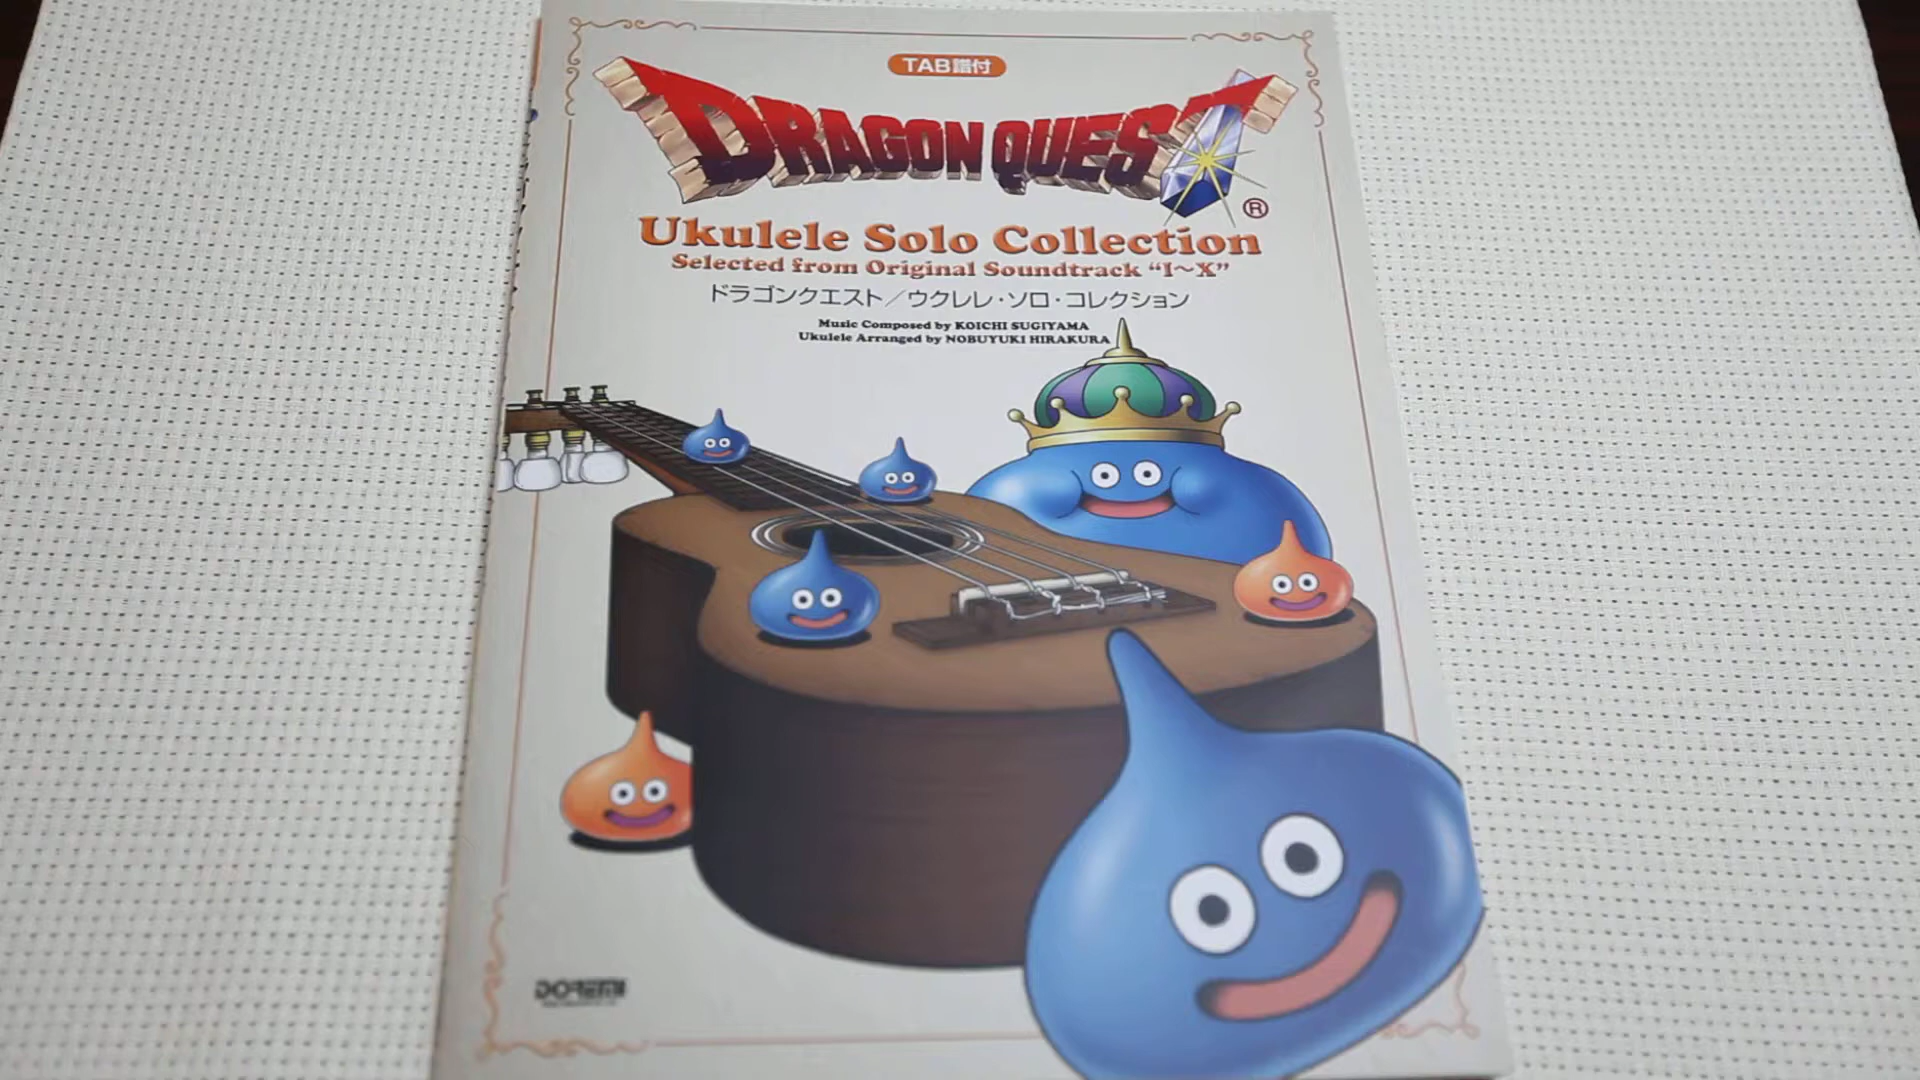 TAB譜付
DRAGON QUEST
®
Ukulele Solo Collection
Selected from Original Soundtrack “I~X”
ドラゴンクエスト/ウクレレ・ソロ・コレクション
Music Composed by KOICHI SUGIYAMA
Ukulele Arranged by NOBUYUKI HIRAKURA
DOREMI